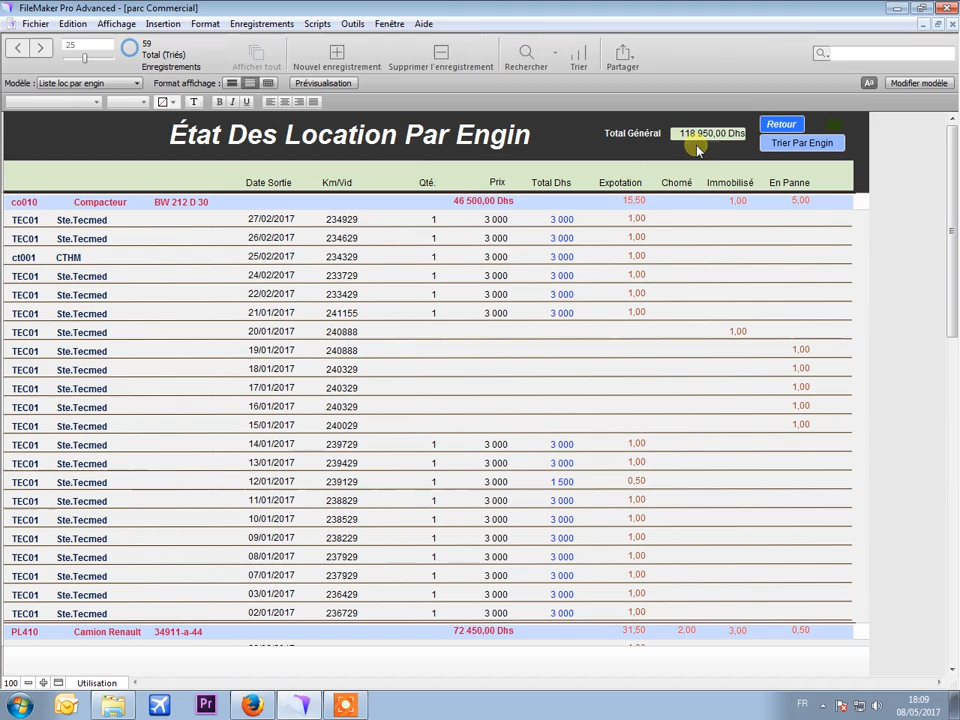 FileMaker Pro Advanced - [parc Commercial]
Fichier Edition Affichage Insertion Format Enregistrements Scripts Outils Fenêtre Aide
25 59
Total (Triés)
Enregistrements Afficher tout Nouvel enregistrement Supprimer l'enregistrement Rechercher Trier Partager
Modèle : Liste loc par engin Format affichage : Prévisualisation Aa Modifier modèle
B I U
État Des Location Par Engin Total Général 118 950,00 Dhs Retour
Trier Par Engin
Date Sortie Km/Vid Qté. Prix Total Dhs Expotation Chomé Immobilisé En Panne
co010 Compacteur BW 212 D 30 46 500,00 Dhs 15,50 1,00 5,00
TEC01 Ste.Tecmed 27/02/2017 234929 1 3 000 3 000 1,00
TEC01 Ste.Tecmed 26/02/2017 234629 1 3 000 3 000 1,00
ct001 CTHM 25/02/2017 234329 1 3 000 3 000 1,00
TEC01 Ste.Tecmed 24/02/2017 233729 1 3 000 3 000 1,00
TEC01 Ste.Tecmed 22/02/2017 233429 1 3 000 3 000 1,00
TEC01 Ste.Tecmed 21/01/2017 241155 1 3 000 3 000 1,00
TEC01 Ste.Tecmed 20/01/2017 240888 1,00
TEC01 Ste.Tecmed 19/01/2017 240888 1,00
TEC01 Ste.Tecmed 18/01/2017 240329 1,00
TEC01 Ste.Tecmed 17/01/2017 240329 1,00
TEC01 Ste.Tecmed 16/01/2017 240329 1,00
TEC01 Ste.Tecmed 15/01/2017 240029 1,00
TEC01 Ste.Tecmed 14/01/2017 239729 1 3 000 3 000 1,00
TEC01 Ste.Tecmed 13/01/2017 239429 1 3 000 3 000 1,00
TEC01 Ste.Tecmed 12/01/2017 239129 1 3 000 1 500 0,50
TEC01 Ste.Tecmed 11/01/2017 238829 1 3 000 3 000 1,00
TEC01 Ste.Tecmed 10/01/2017 238529 1 3 000 3 000 1,00
TEC01 Ste.Tecmed 09/01/2017 238229 1 3 000 3 000 1,00
TEC01 Ste.Tecmed 08/01/2017 237929 1 3 000 3 000 1,00
TEC01 Ste.Tecmed 07/01/2017 237929 1 3 000 3 000 1,00
TEC01 Ste.Tecmed 03/01/2017 236429 1 3 000 3 000 1,00
TEC01 Ste.Tecmed 02/01/2017 236729 1 3 000 3 000 1,00
PL410 Camion Renault 34911-a-44 72 450,00 Dhs 31,50 2,00 3,00 0,50
100 Utilisation
Pr FR 18:09
08/05/2017